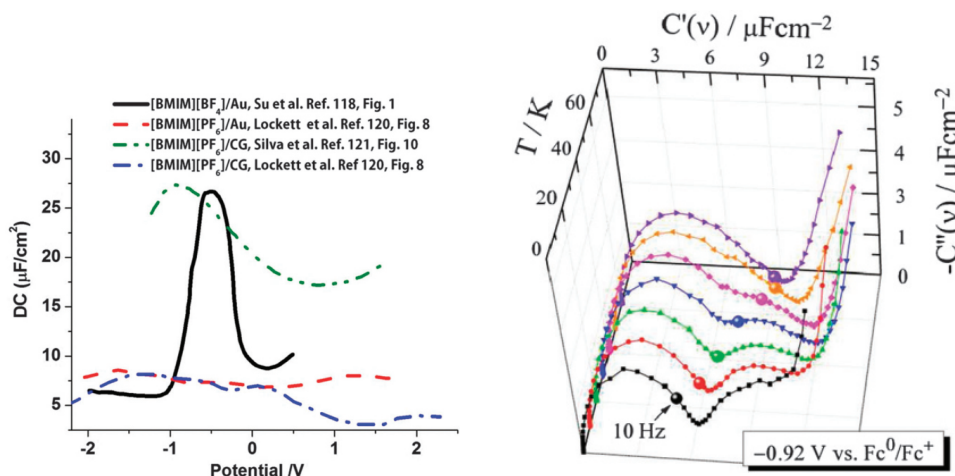 [BMIM][BF4]/Au, Su et al. Ref. 118, Fig. 1
[BMIM][PF6]/Au, Lockett et al. Ref. 120, Fig. 8
[BMIM][PF6]/CG, Silva et al. Ref. 121, Fig. 10
[BMIM][PF6]/CG, Lockett et al. Ref 120, Fig. 8
DC (μF/cm²)
30
25
20
15
10
5
-2
-1
0
1
2
Potential /V
C'(ν) / μFcm⁻²
0
3
6
9
12
15
T / K
60
40
20
0
-C''(ν) / μFcm⁻²
5
4
3
1
0
10 Hz
−0.92 V vs. Fc⁰/Fc⁺